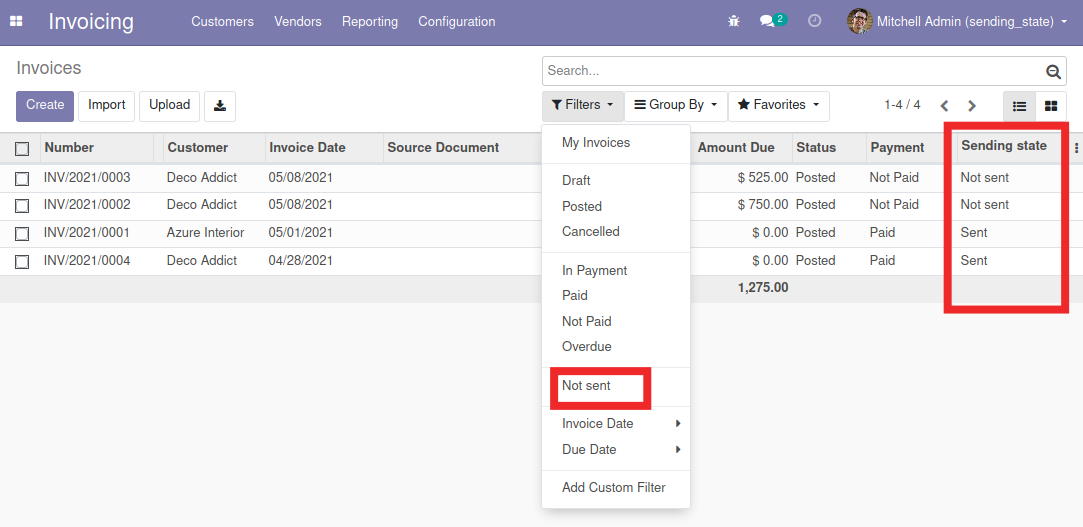 Invoicing Customers Vendors Reporting Configuration 2 Mitchell Admin (sending_state)
Invoices Search...
Create Import Upload Filters Group By Favorites 1-4 / 4
Number Customer Invoice Date Source Document Amount Due Status Payment Sending state
INV/2021/0003 Deco Addict 05/08/2021 $ 525.00 Posted Not Paid Not sent
INV/2021/0002 Deco Addict 05/08/2021 $ 750.00 Posted Not Paid Not sent
INV/2021/0001 Azure Interior 05/01/2021 $ 0.00 Posted Paid Sent
INV/2021/0004 Deco Addict 04/28/2021 $ 0.00 Posted Paid Sent
1,275.00
My Invoices
Draft
Posted
Cancelled
In Payment
Paid
Not Paid
Overdue
Not sent
Invoice Date
Due Date
Add Custom Filter